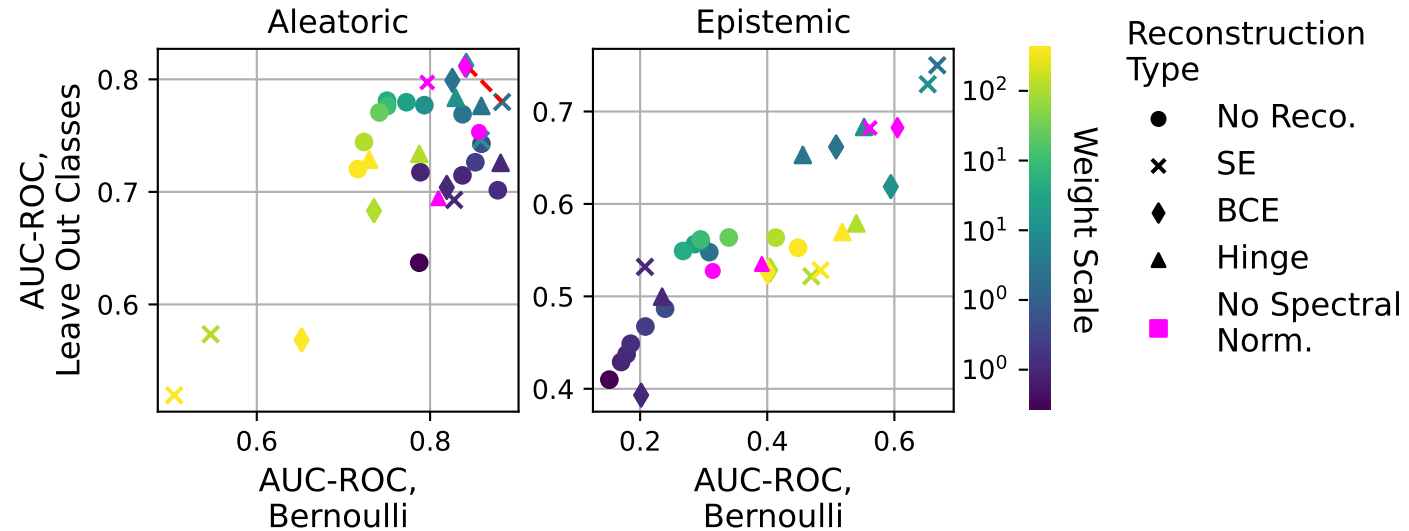 Aleatoric
Epistemic
AUC-ROC,
Leave Out Classes
0.8
0.7
0.6
0.6
0.8
AUC-ROC,
Bernoulli
0.7
0.6
0.5
0.4
0.2
0.4
0.6
AUC-ROC,
Bernoulli
10²
10¹
10¹
10⁰
10⁰
Weight Scale
Reconstruction
Type
No Reco.
SE
BCE
Hinge
No Spectral
Norm.